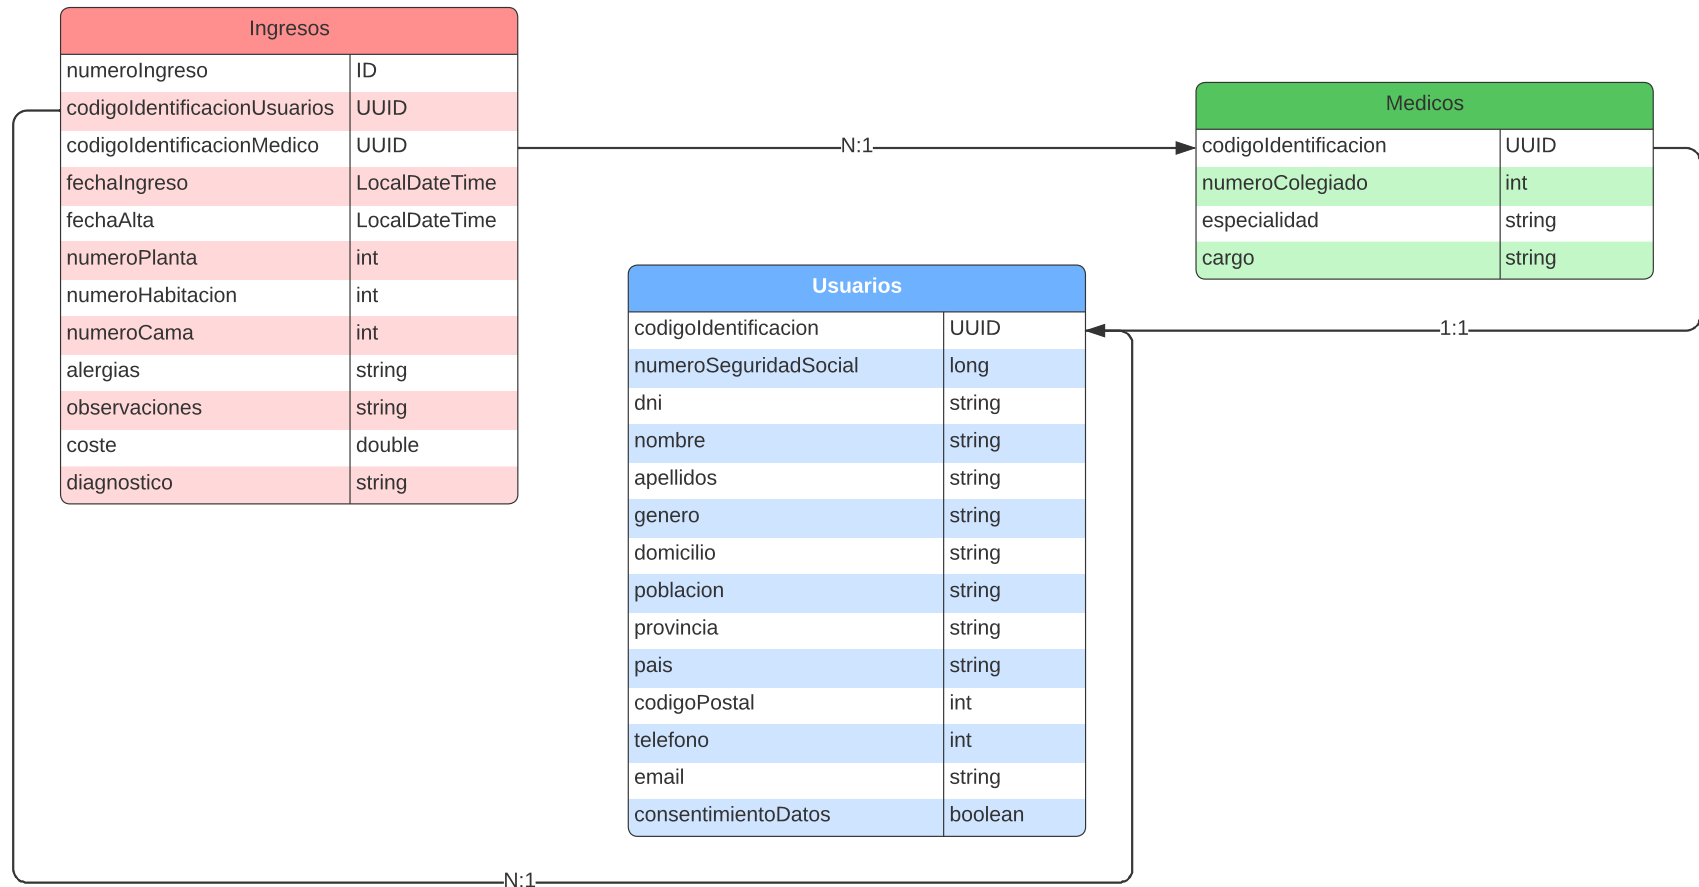 Ingresos
numeroIngreso ID
codigoIdentificacionUsuarios UUID
codigoIdentificacionMedico UUID
fechaIngreso LocalDateTime
fechaAlta LocalDateTime
numeroPlanta int
numeroHabitacion int
numeroCama int
alergias string
observaciones string
coste double
diagnostico string
N:1
Medicos
codigoIdentificacion UUID
numeroColegiado int
especialidad string
cargo string
1:1
Usuarios
codigoIdentificacion UUID
numeroSeguridadSocial long
dni string
nombre string
apellidos string
genero string
domicilio string
poblacion string
provincia string
pais string
codigoPostal int
telefono int
email string
consentimientoDatos boolean
N:1